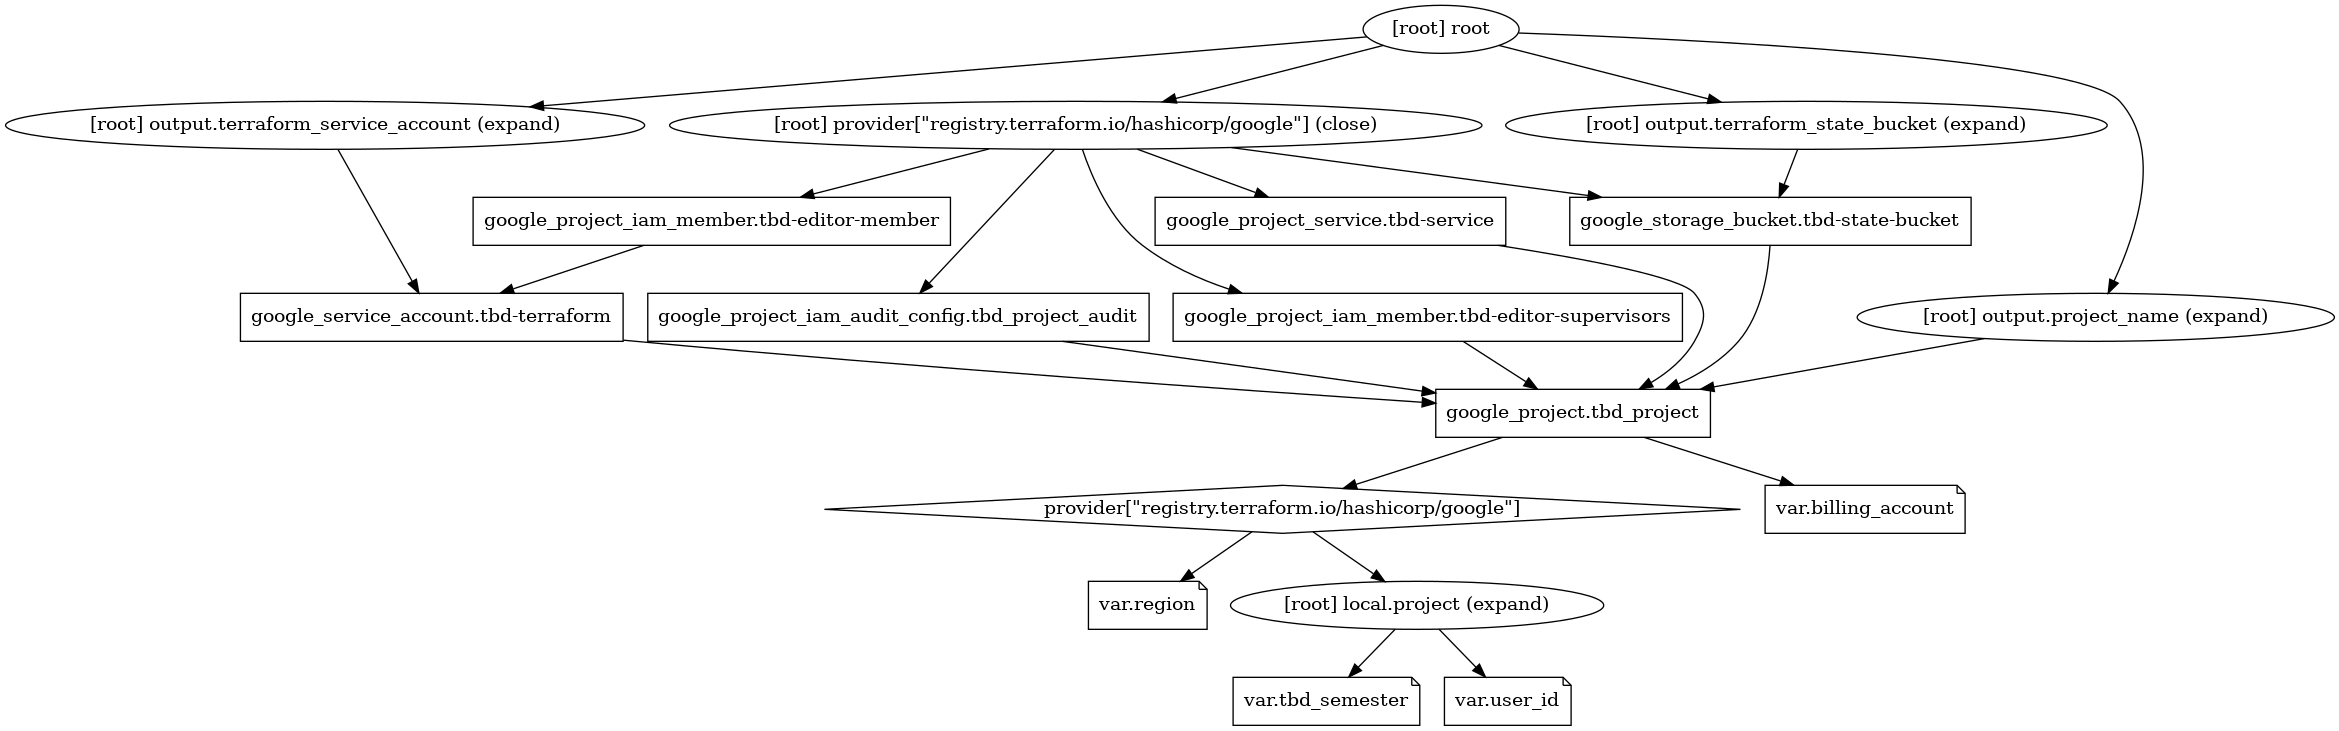 [root] root
[root] output.terraform_service_account (expand)
[root] provider["registry.terraform.io/hashicorp/google"] (close)
[root] output.terraform_state_bucket (expand)
google_project_iam_member.tbd-editor-member
google_project_service.tbd-service
google_storage_bucket.tbd-state-bucket
google_service_account.tbd-terraform
google_project_iam_audit_config.tbd_project_audit
google_project_iam_member.tbd-editor-supervisors
[root] output.project_name (expand)
google_project.tbd_project
provider["registry.terraform.io/hashicorp/google"]
var.billing_account
var.region
[root] local.project (expand)
var.tbd_semester
var.user_id